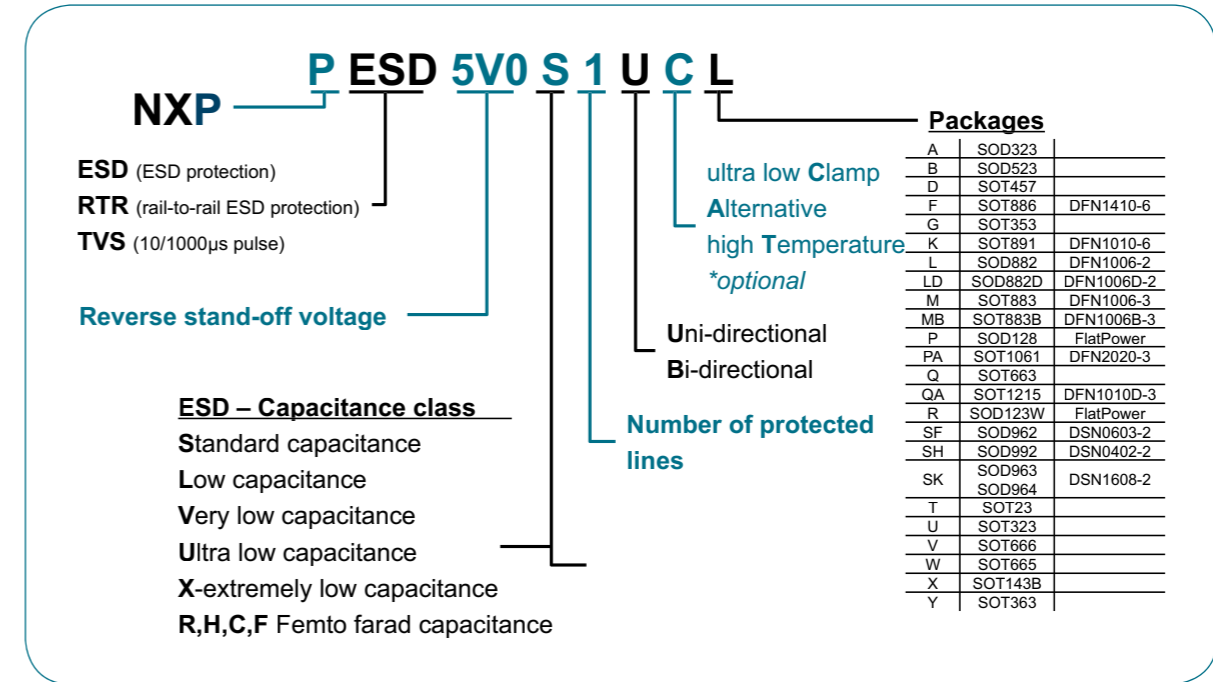 P ESD 5V0 S 1 U C L
NXP
ESD (ESD protection)
RTR (rail-to-rail ESD protection)
TVS (10/1000µs pulse)
Reverse stand-off voltage
ESD – Capacitance class
Standard capacitance
Low capacitance
Very low capacitance
Ultra low capacitance
X-extremely low capacitance
R,H,C,F Femto farad capacitance
Number of protected
lines
Uni-directional
Bi-directional
ultra low Clamp
Alternative
high Temperature
*optional
Packages
A SOD323
B SOD523
D SOT457
F SOT886 DFN1410-6
G SOT353
K SOT891 DFN1010-6
L SOD882 DFN1006-2
LD SOD882D DFN1006D-2
M SOT883 DFN1006-3
MB SOT883B DFN1006B-3
P SOD128 FlatPower
PA SOT1061 DFN2020-3
Q SOT663
QA SOT1215 DFN1010D-3
R SOD123W FlatPower
SF SOD962 DSN0603-2
SH SOD992 DSN0402-2
SK SOD963 DSN1608-2
SOD964
T SOT23
U SOT323
V SOT666
W SOT665
X SOT143B
Y SOT363